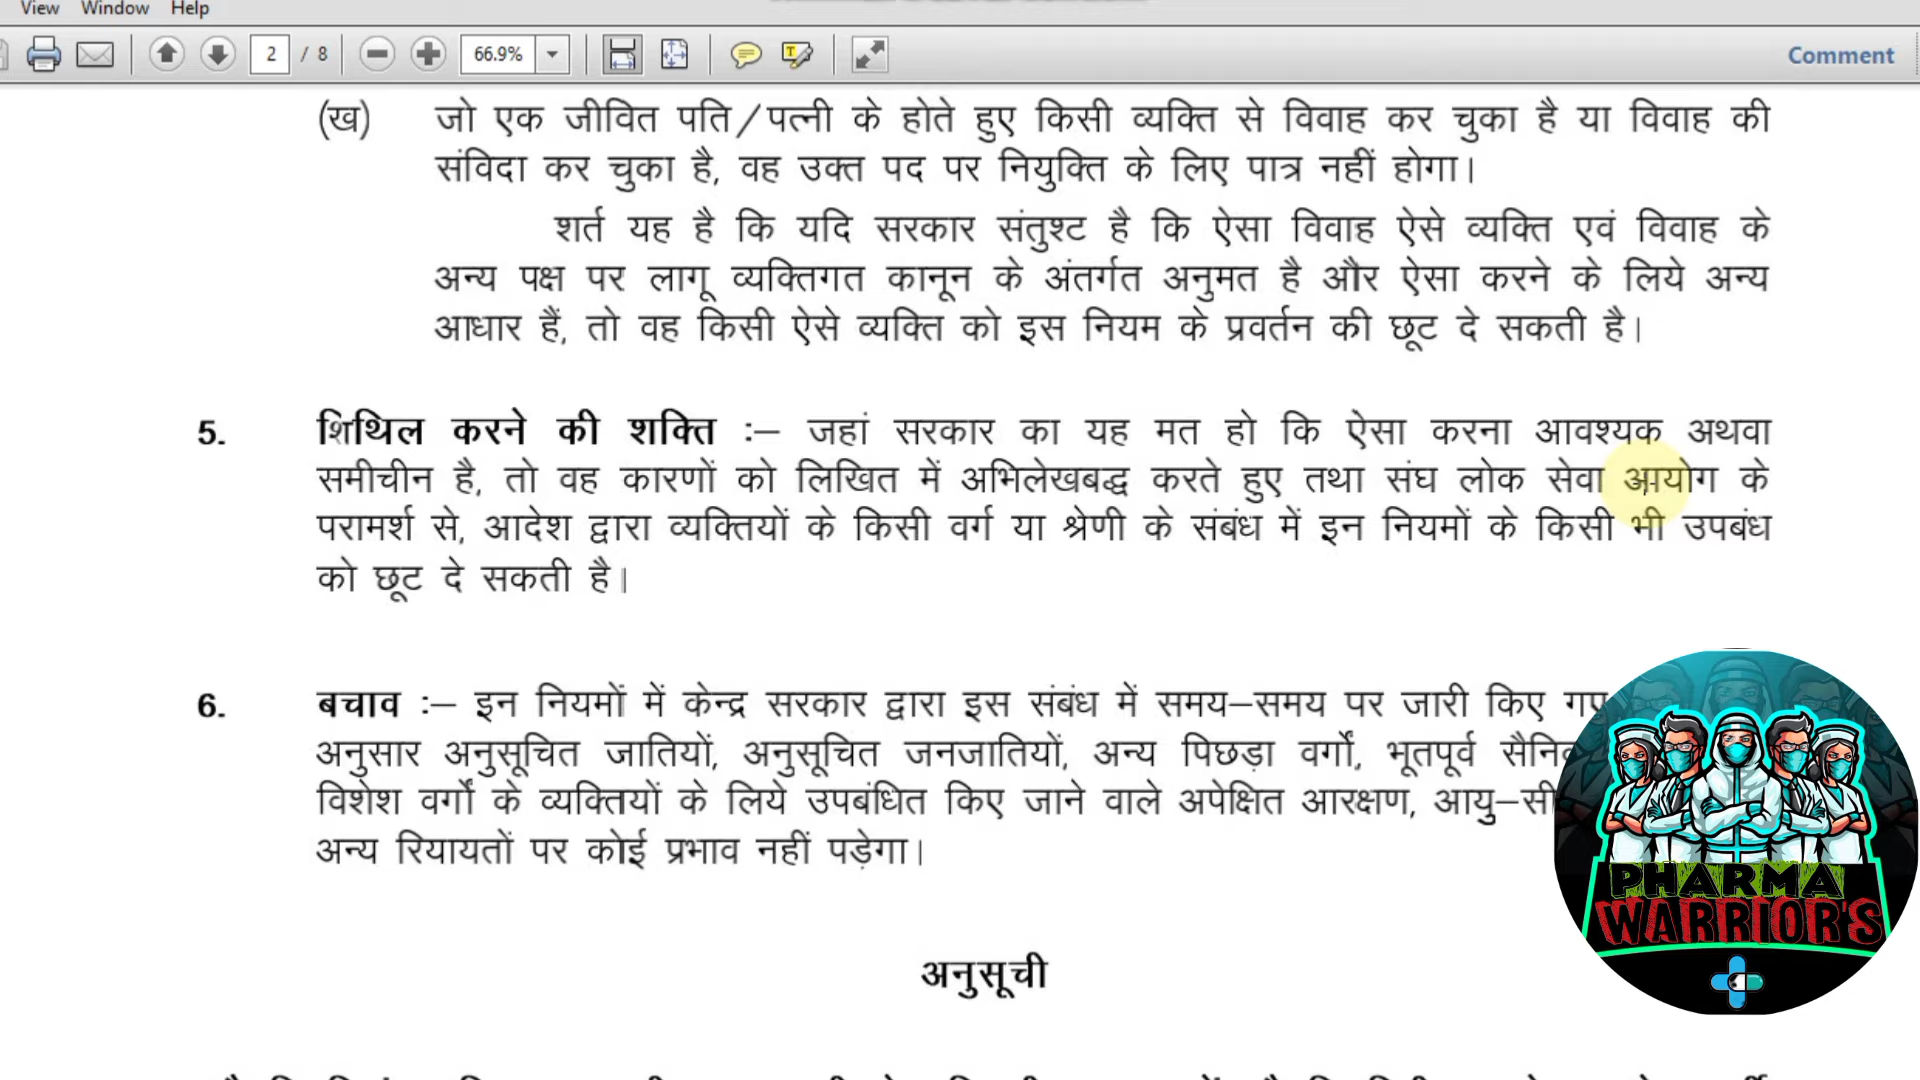 View Window Help
2 / 8 66.9% Comment
(ख) जो एक जीवित पति/पत्नी के होते हुए किसी व्यक्ति से विवाह कर चुका है या विवाह की
संविदा कर चुका है, वह उक्त पद पर नियुक्ति के लिए पात्र नहीं होगा।
शर्त यह है कि यदि सरकार संतुश्ट है कि ऐसा विवाह ऐसे व्यक्ति एवं विवाह के
अन्य पक्ष पर लागू व्यक्तिगत कानून के अंतर्गत अनुमत है और ऐसा करने के लिये अन्य
आधार हैं, तो वह किसी ऐसे व्यक्ति को इस नियम के प्रवर्तन की छूट दे सकती है।
5. शिथिल करने की शक्ति :– जहां सरकार का यह मत हो कि ऐसा करना आवश्यक अथवा
समीचीन है, तो वह कारणों को लिखित में अभिलेखबद्ध करते हुए तथा संघ लोक सेवा आयोग के
परामर्श से, आदेश द्वारा व्यक्तियों के किसी वर्ग या श्रेणी के संबंध में इन नियमों के किसी भी उपबंध
को छूट दे सकती है।
6. बचाव :– इन नियमों में केन्द्र सरकार द्वारा इस संबंध में समय–समय पर जारी किए गए
अनुसार अनुसूचित जातियों, अनुसूचित जनजातियों, अन्य पिछड़ा वर्गों, भूतपूर्व
विशेश वर्गों के व्यक्तियों के लिये उपबंधित किए जाने वाले अपेक्षित आरक्षण,
अन्य रियायतों पर कोई प्रभाव नहीं पड़ेगा।
PHARMA
WARRIOR'S
अनुसूची